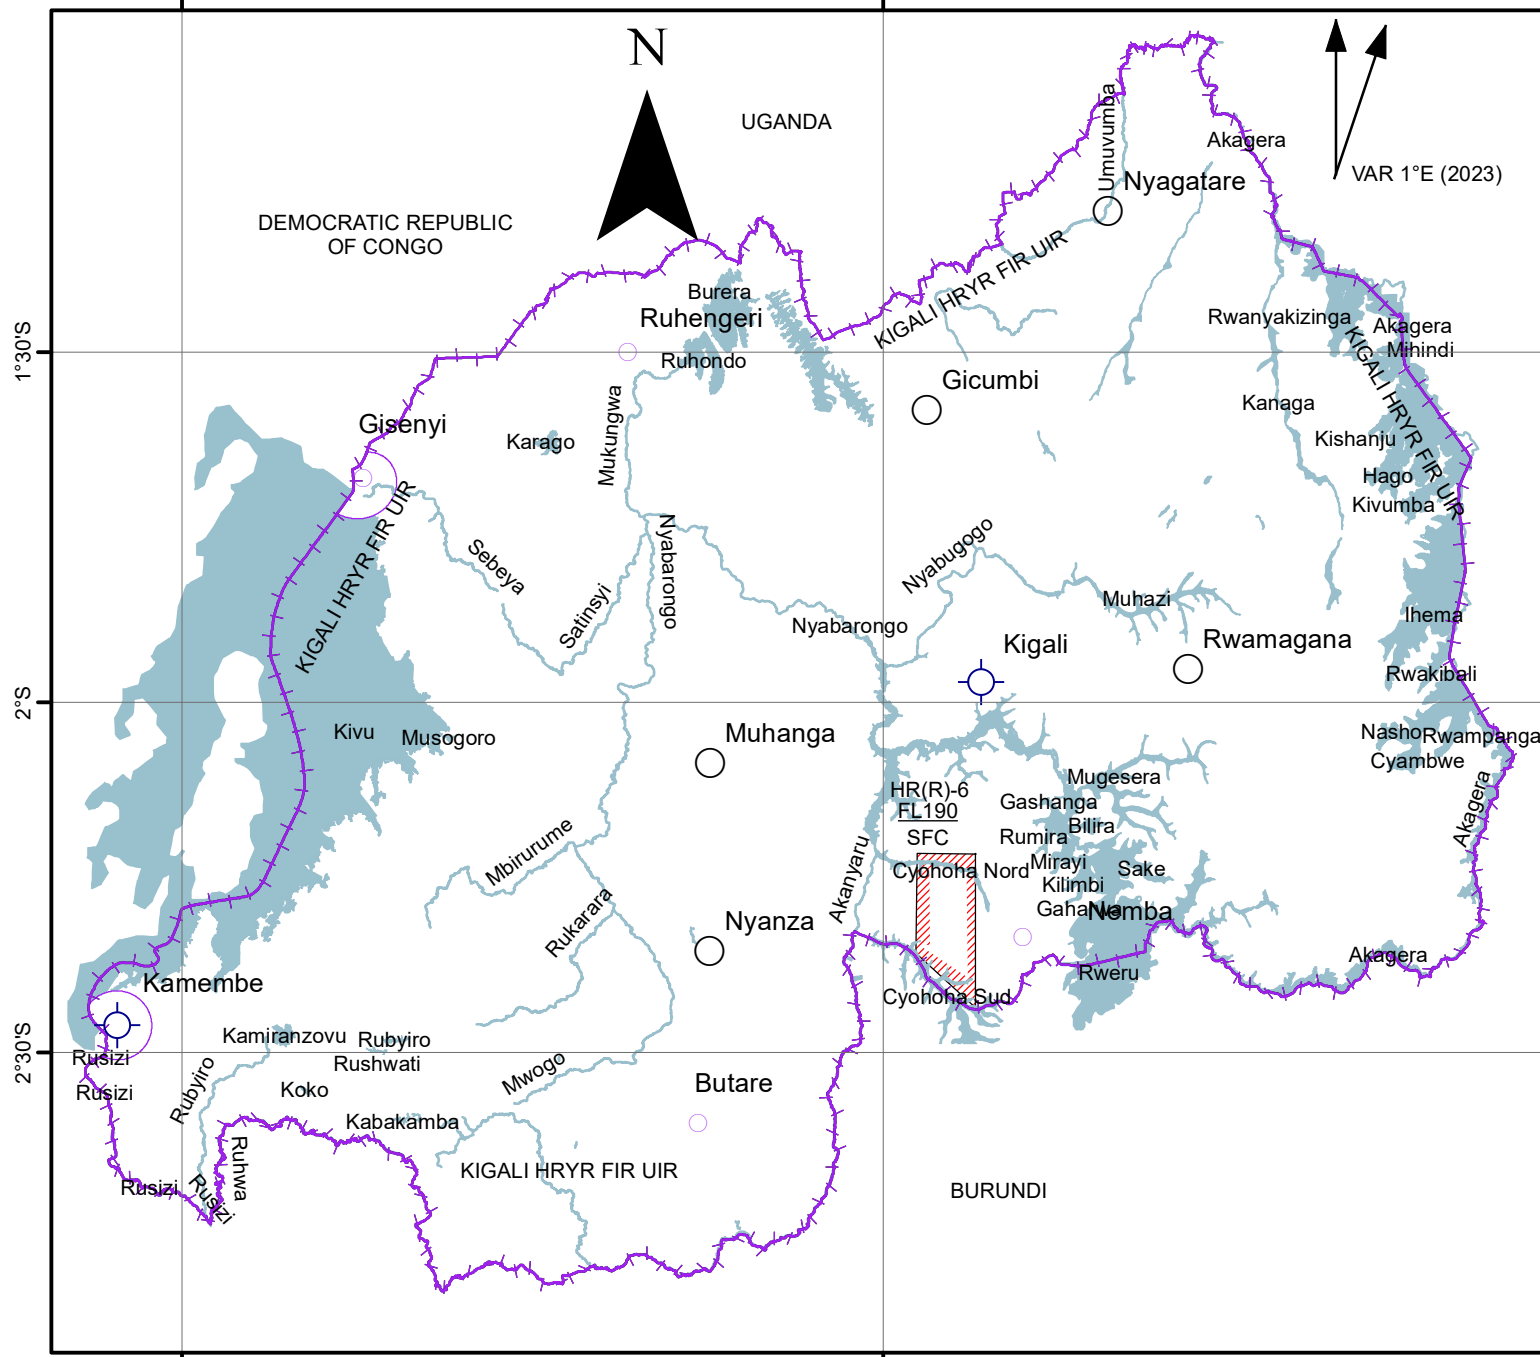 N
UGANDA
Umuvumba
Akagera
Nyagatare
VAR 1°E (2023)
DEMOCRATIC REPUBLIC
OF CONGO
KIGALI HRYR FIR UIR
Burera
Ruhengeri
Ruhondo
Rwanyakizinga
Akagera
Mihindi
1°30'S
KIGALI HRYR FIR UIR
Gicumbi
Kanaga
Gisenyi
Karago
Mukungwa
Kishanju
Hago
Kivumba
KIGALI HRYR FIR UIR
Sebeya
Satinsyi
Nyabarongo
Nyabugogo
Muhazi
Nyabarongo
Ihema
Kigali
Rwamagana
Rwakibali
2°S
Kivu
Musogoro
Muhanga
Nasho
Rwampanga
Cyambwe
Mugesera
HR(R)-6
FL190
SFC
Gashanga
Bilira
Rumira
Akagera
Mbirurume
Akanyaru
Cyohoha Nord
Mirayi
Sake
Kilimbi
Gaharwa
Nemba
Rukarara
Nyanza
Akagera
Rweru
Kamembe
Cyohoha Sud
Kamiranzovu
Rubyiro
Rushwati
Rusizi
2°30'S
Rusizi
Rubyiro
Koko
Mwogo
Butare
Kabakamba
Ruhwa
KIGALI HRYR FIR UIR
Rusizi
Rusizi
BURUNDI